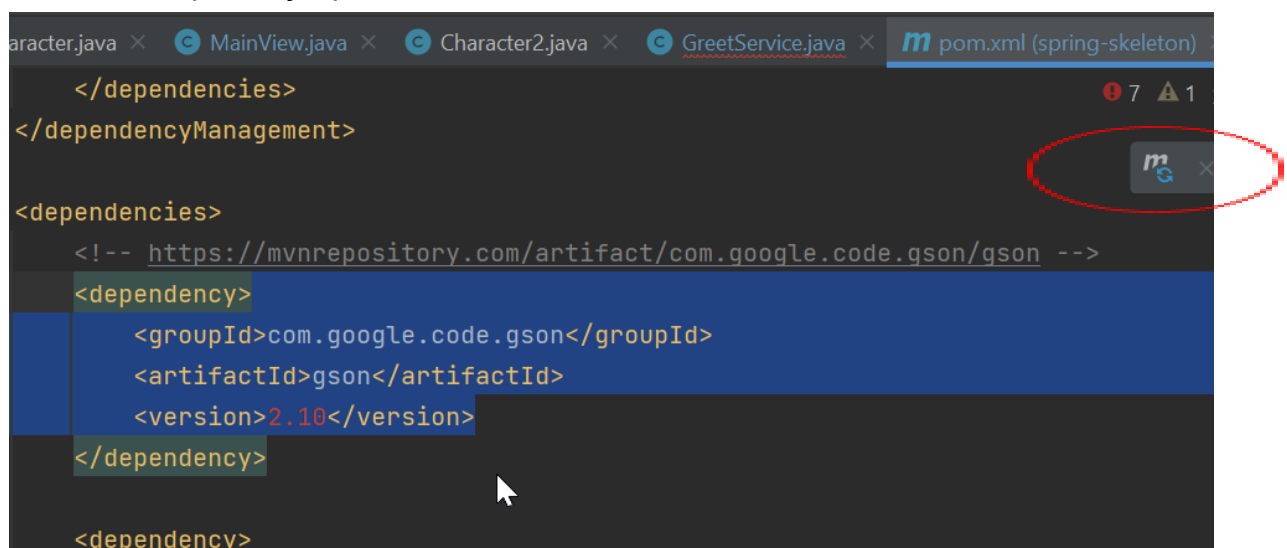 aracter.java × C MainView.java × C Character2.java × C GreetService.java × m pom.xml (spring-skeleton)
</dependencies>
7 1
</dependencyManagement>
m ×
<dependencies>
<!-- https://mvnrepository.com/artifact/com.google.code.gson/gson -->
<dependency>
<groupId>com.google.code.gson</groupId>
<artifactId>gson</artifactId>
<version>2.10</version>
</dependency>
<dependency>